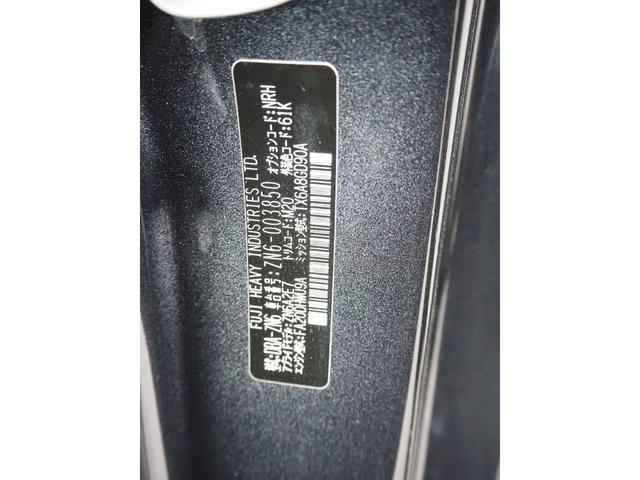 FUJI HEAVY INDUSTRIES LTD.
型式:DBA-ZN6 車台番号:ZN6-003850 オプションコード:NRH
アプライドモデル:ZN6A2E7 トリムコード:M20 外装色コード:61K
エンジン型式:FA20DHWU9A ミッション型式:TX6A8GD90A